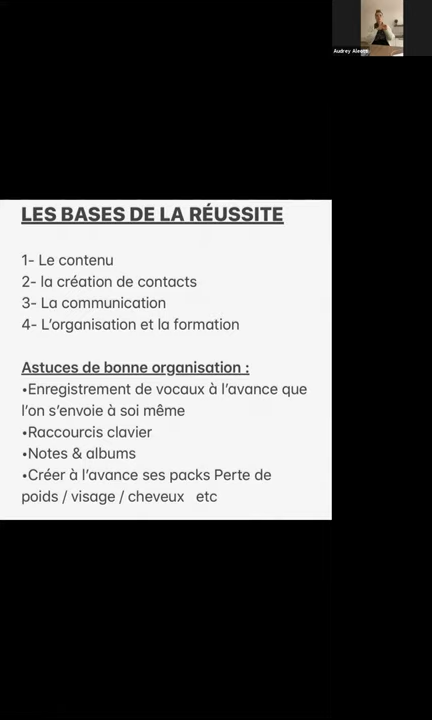 Audrey
LES BASES DE LA RÉUSSITE
1- Le contenu
2- la création de contacts
3- La communication
4- L'organisation et la formation
Astuces de bonne organisation :
•Enregistrement de vocaux à l'avance que
l'on s'envoie à soi même
•Raccourcis clavier
•Notes & albums
•Créer à l'avance ses packs Perte de
poids / visage / cheveux etc